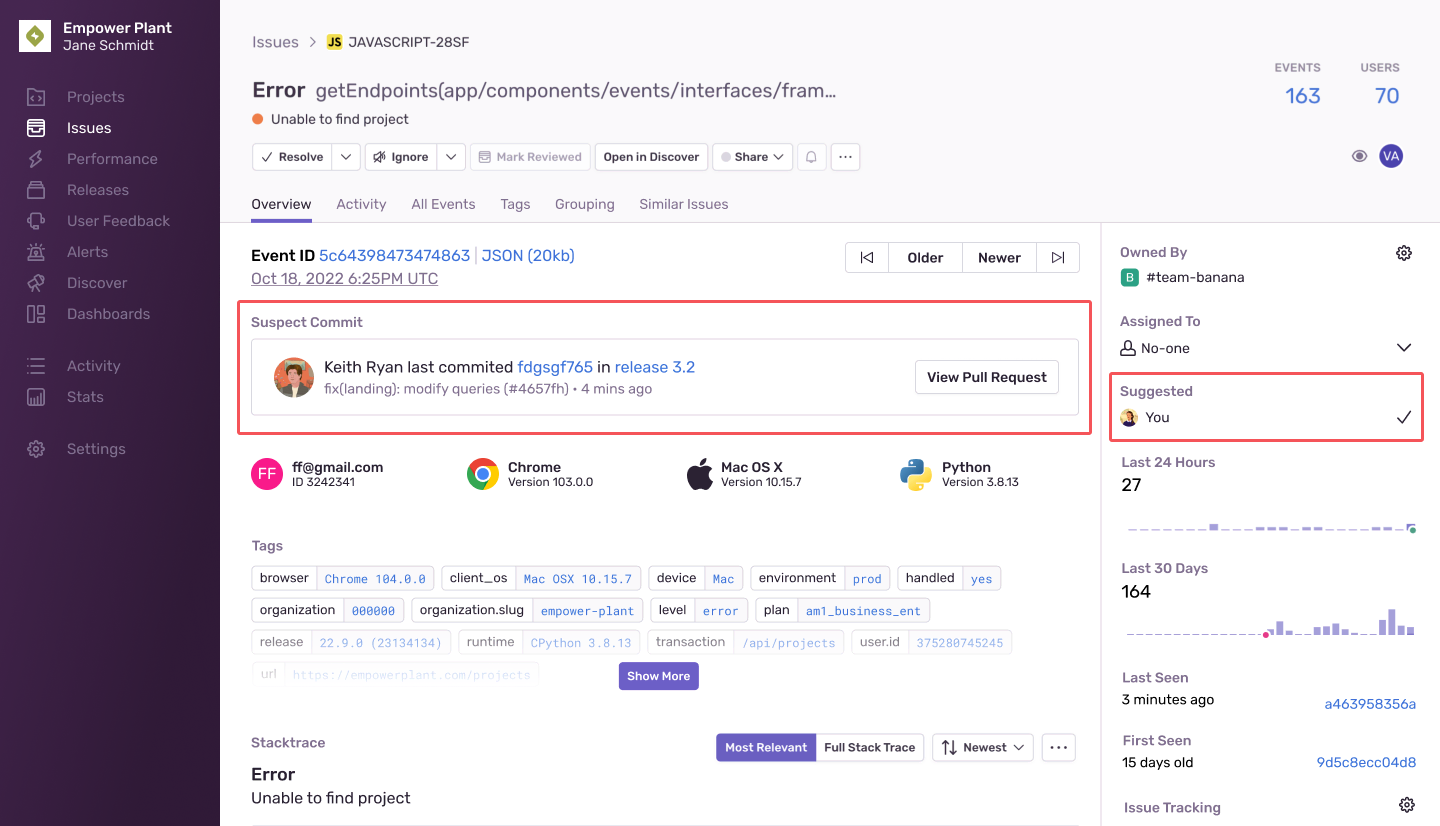 Empower Plant
Jane Schmidt
Projects
Issues
Performance
Releases
User Feedback
Alerts
Discover
Dashboards
Activity
Stats
Settings
Issues > JS JAVASCRIPT-28SF
Error getEndpoints(app/components/events/interfaces/fram…
Unable to find project
EVENTS USERS
163 70
Resolve Ignore Mark Reviewed Open in Discover Share ...
VA
Overview Activity All Events Tags Grouping Similar Issues
Event ID 5c64398473474863 | JSON (20kb)
Oct 18, 2022 6:25PM UTC
Older Newer
Suspect Commit
Keith Ryan last commited fdgsgf765 in release 3.2
fix(landing): modify queries (#4657fh) • 4 mins ago
View Pull Request
FF ff@gmail.com
ID 3242341
Chrome
Version 103.0.0
Mac OS X
Version 10.15.7
Python
Version 3.8.13
Tags
browser Chrome 104.0.0 client_os Mac OSX 10.15.7 device Mac environment prod handled yes
organization 000000 organization.slug empower-plant level error plan am1_business_ent
release 22.9.0 (23134134) runtime CPython 3.8.13 transaction /api/projects user.id 375280745245
url https://empowerplant.com/projects
Show More
Stacktrace
Most Relevant Full Stack Trace Newest ...
Error
Unable to find project
Owned By
B #team-banana
Assigned To
No-one
Suggested
You
Last 24 Hours
27
Last 30 Days
164
Last Seen
3 minutes ago a463958356a
First Seen
15 days old 9d5c8ecc04d8
Issue Tracking